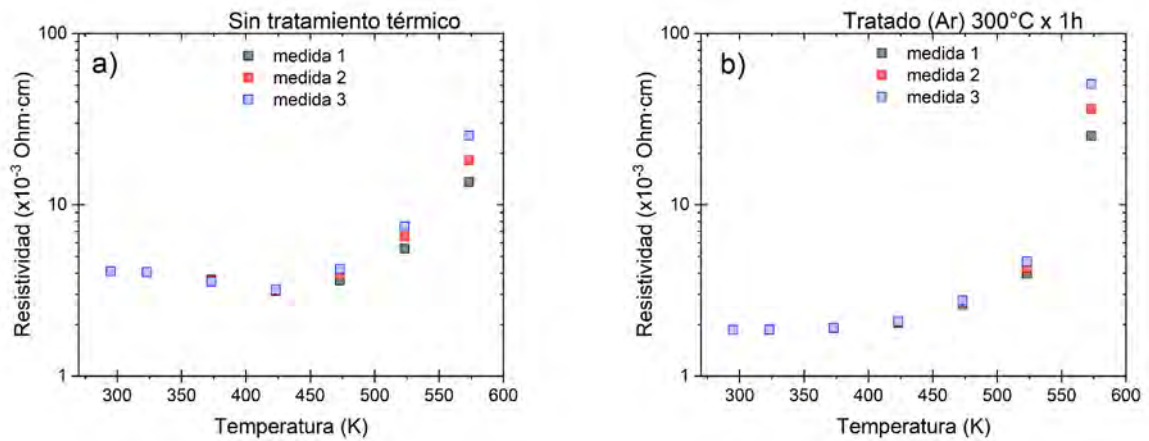 Sin tratamiento térmico
100
a)
medida 1
medida 2
medida 3
10
1
Resistividad (x10⁻³ Ohm·cm)
300 350 400 450 500 550 600
Temperatura (K)
Tratado (Ar) 300°C x 1h
100
b)
medida 1
medida 2
medida 3
10
1
Resistividad (x10⁻³ Ohm·cm)
300 350 400 450 500 550 600
Temperatura (K)